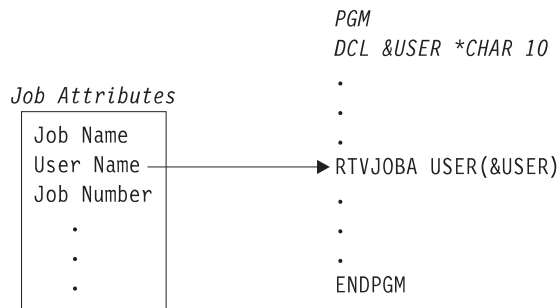 Job Attributes
Job Name
User Name
Job Number
.
.
.
PGM
DCL &USER *CHAR 10
.
.
.
RTVJOBA USER(&USER)
.
.
.
ENDPGM